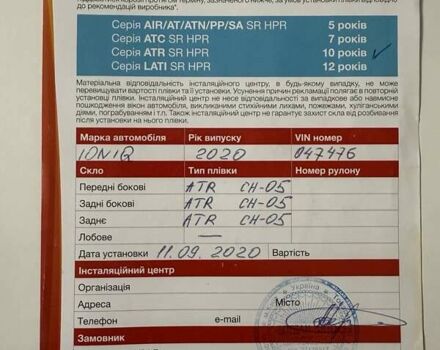 до рекомендацій виробника".
Серія AIR/AT/ATN/PP/SA SR HPR 5 років
Серія ATC SR HPR 7 років
Серія ATR SR HPR 10 років ✓
Серія LATI SR HPR 12 років
Матеріальна відповідальність інсталяційного центру, в будь-якому випадку, не може
перевищувати вартості плівки та її установки. Усунення причин рекламації полягає в повторній
установці плівки. Інсталяційний центр не несе відповідальності за випадкове або навмисне
пошкодження вікон автомобіля, викликаними стихійними лихами, пожежами, хуліганськими
діями, пограбуванням і т.п. Також інсталяційний центр не гарантує захист скла від розбивання
після установки на нього плівки.
Марка автомобіля Рік випуску VIN номер
IONIQ 2020 047476
Скло Тип плівки Номер рулону
Передні бокові ATR CH-05
Задні бокові ATR CH-05
Заднє ATR CH-05
Лобове —
Дата установки 11.09.2020 Вартість
Інсталяційний центр
Організація
Адреса Місто
Телефон e-mail
Замовник
Україна